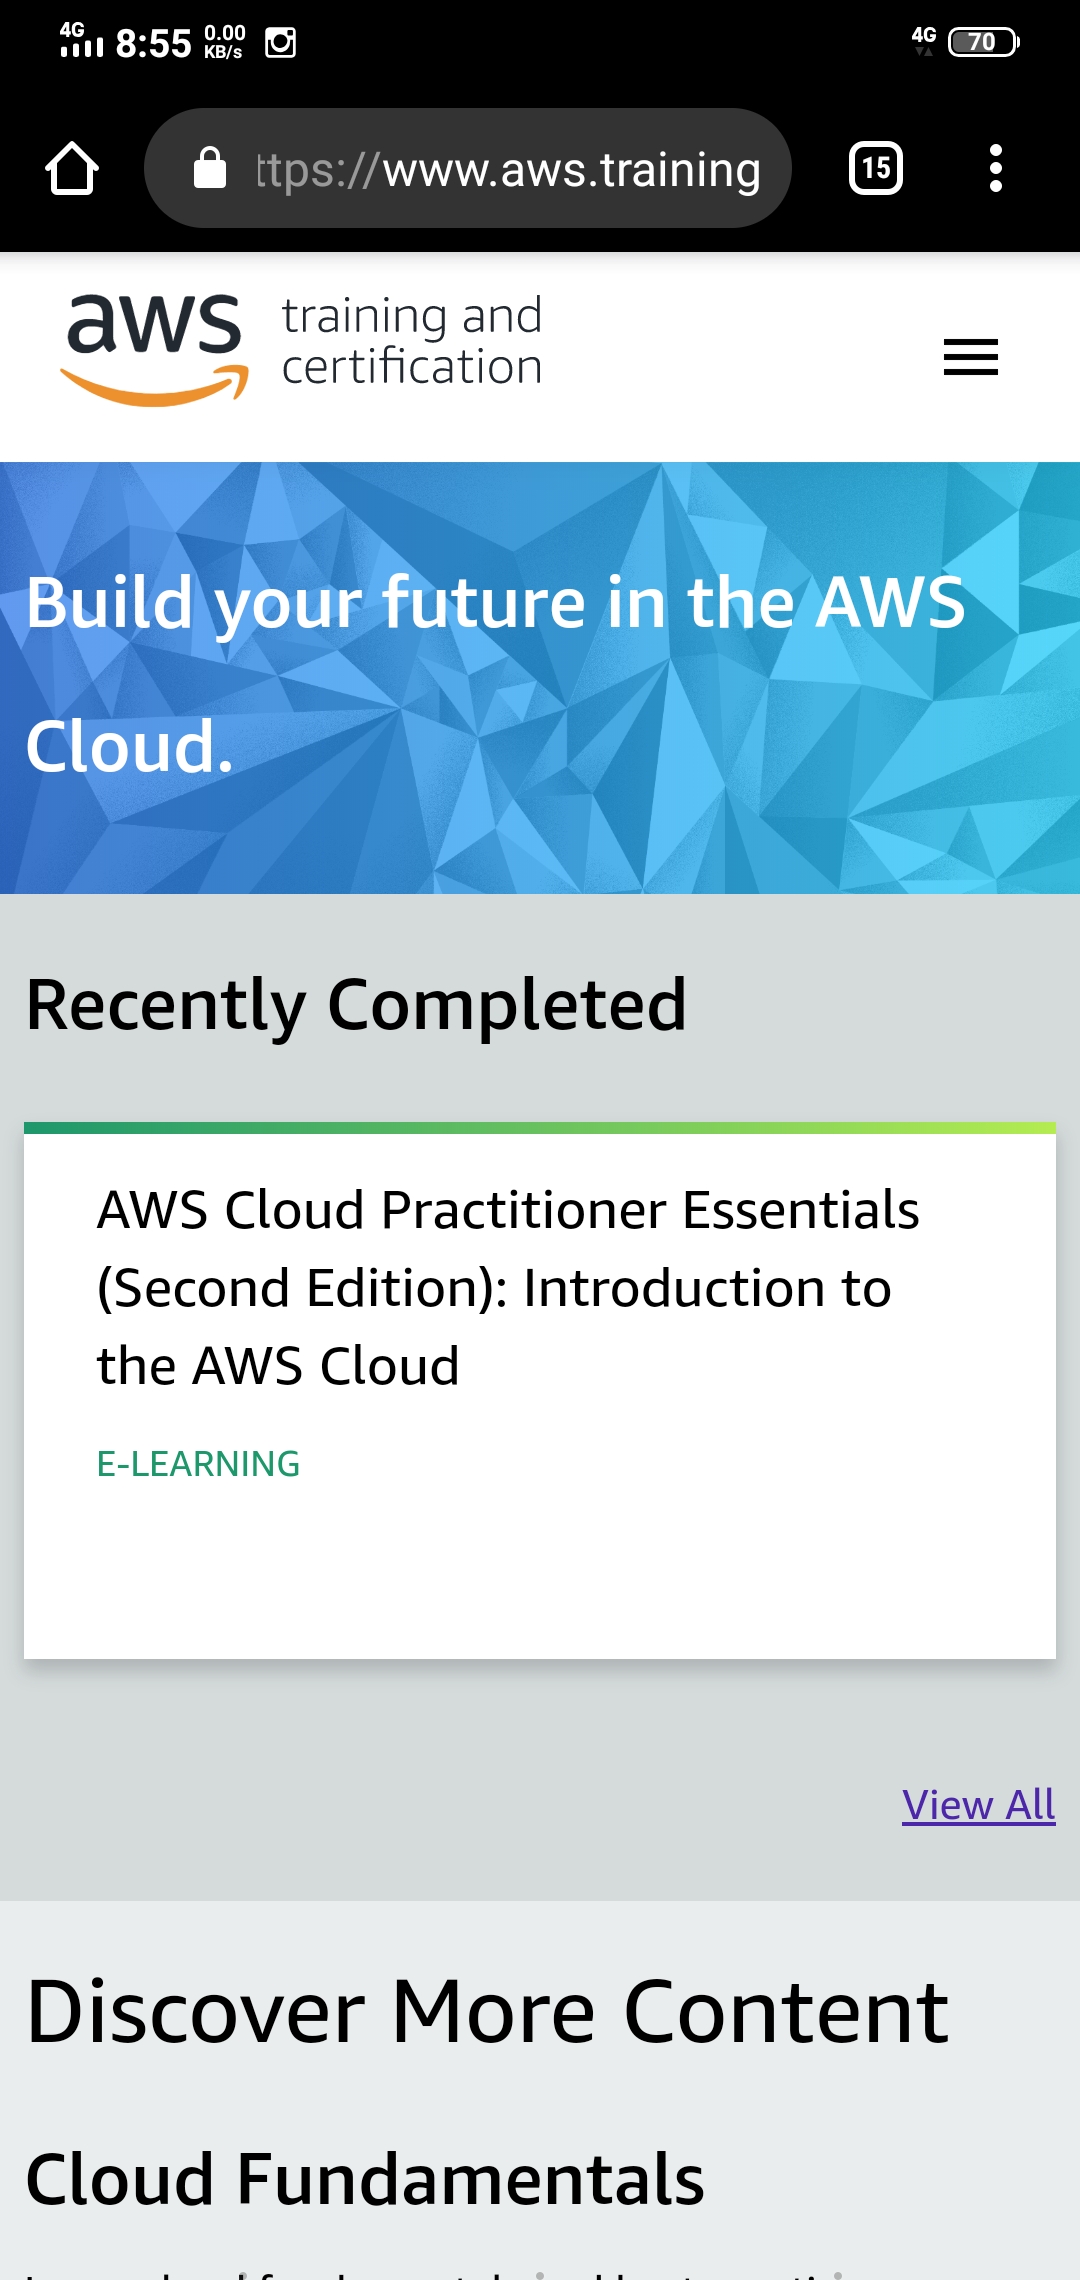 4G 8:55 0.00 KB/s 4G 70
ttps://www.aws.training 15
aws training and
certification
Build your future in the AWS
Cloud.
Recently Completed
AWS Cloud Practitioner Essentials
(Second Edition): Introduction to
the AWS Cloud
E-LEARNING
View All
Discover More Content
Cloud Fundamentals